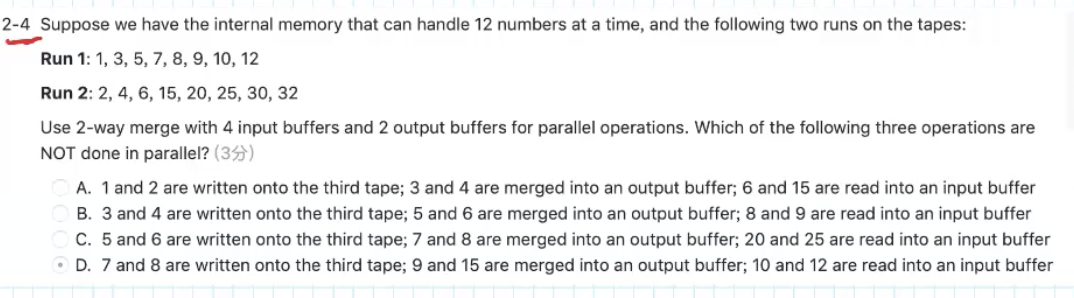 2-4 Suppose we have the internal memory that can handle 12 numbers at a time, and the following two runs on the tapes:
Run 1: 1, 3, 5, 7, 8, 9, 10, 12
Run 2: 2, 4, 6, 15, 20, 25, 30, 32
Use 2-way merge with 4 input buffers and 2 output buffers for parallel operations. Which of the following three operations are
NOT done in parallel? (3分)
A. 1 and 2 are written onto the third tape; 3 and 4 are merged into an output buffer; 6 and 15 are read into an input buffer
B. 3 and 4 are written onto the third tape; 5 and 6 are merged into an output buffer; 8 and 9 are read into an input buffer
C. 5 and 6 are written onto the third tape; 7 and 8 are merged into an output buffer; 20 and 25 are read into an input buffer
D. 7 and 8 are written onto the third tape; 9 and 15 are merged into an output buffer; 10 and 12 are read into an input buffer